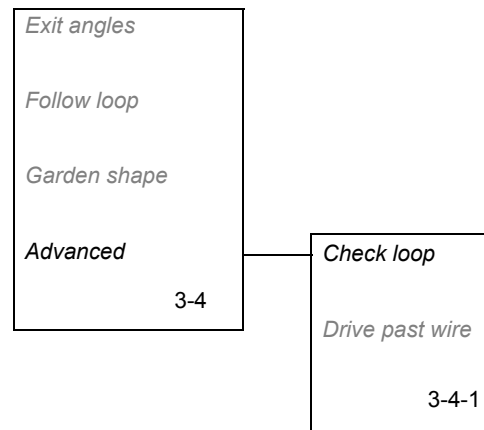 Exit angles
Follow loop
Garden shape
Advanced
3-4
Check loop
Drive past wire
3-4-1